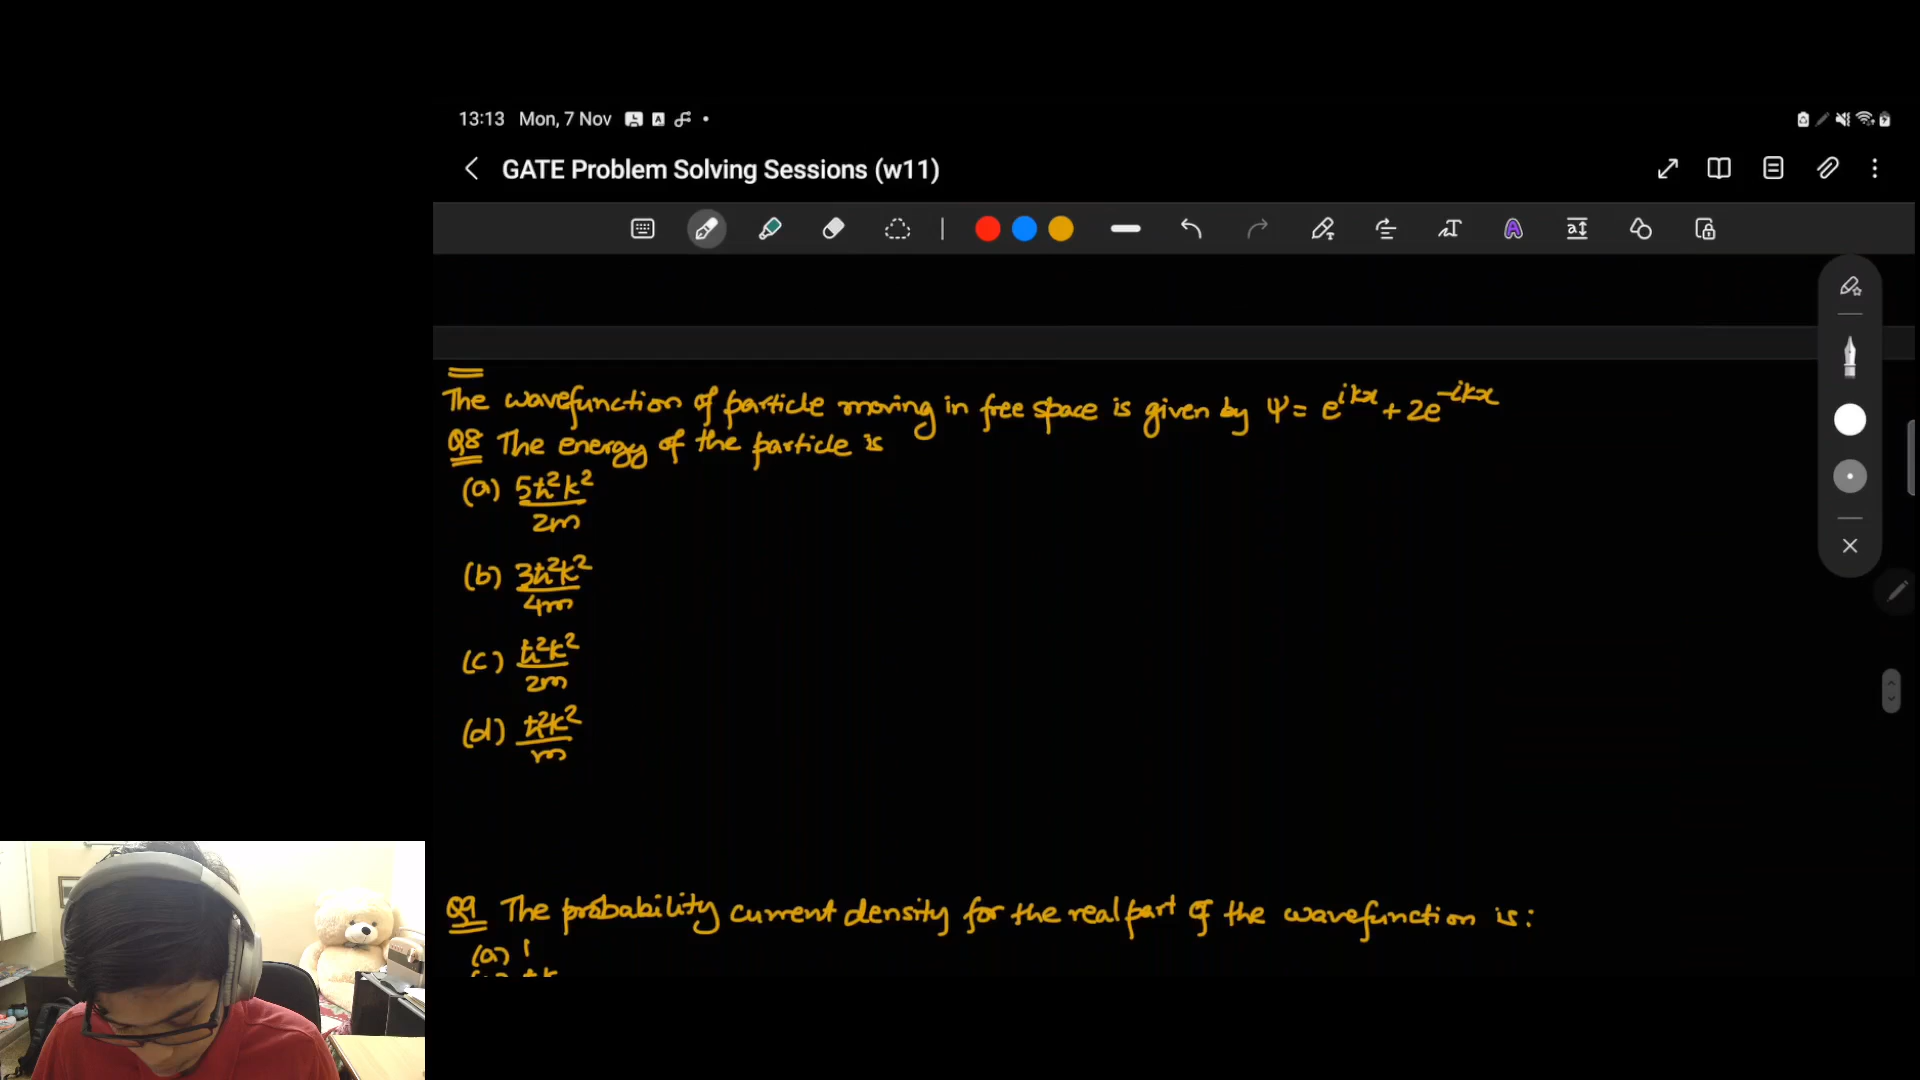 13:13 Mon, 7 Nov
GATE Problem Solving Sessions (w11)
The wavefunction of particle moving in free space is given by Ψ = e^{ikx} + 2e^{-ikx}
Q8 The energy of the particle is
(a) 5ħ²k²/2m
(b) 3ħ²k²/4m
(c) ħ²k²/2m
(d) ħ²k²/m
Q9 The probability current density for the real part of the wavefunction is:
(a) 1